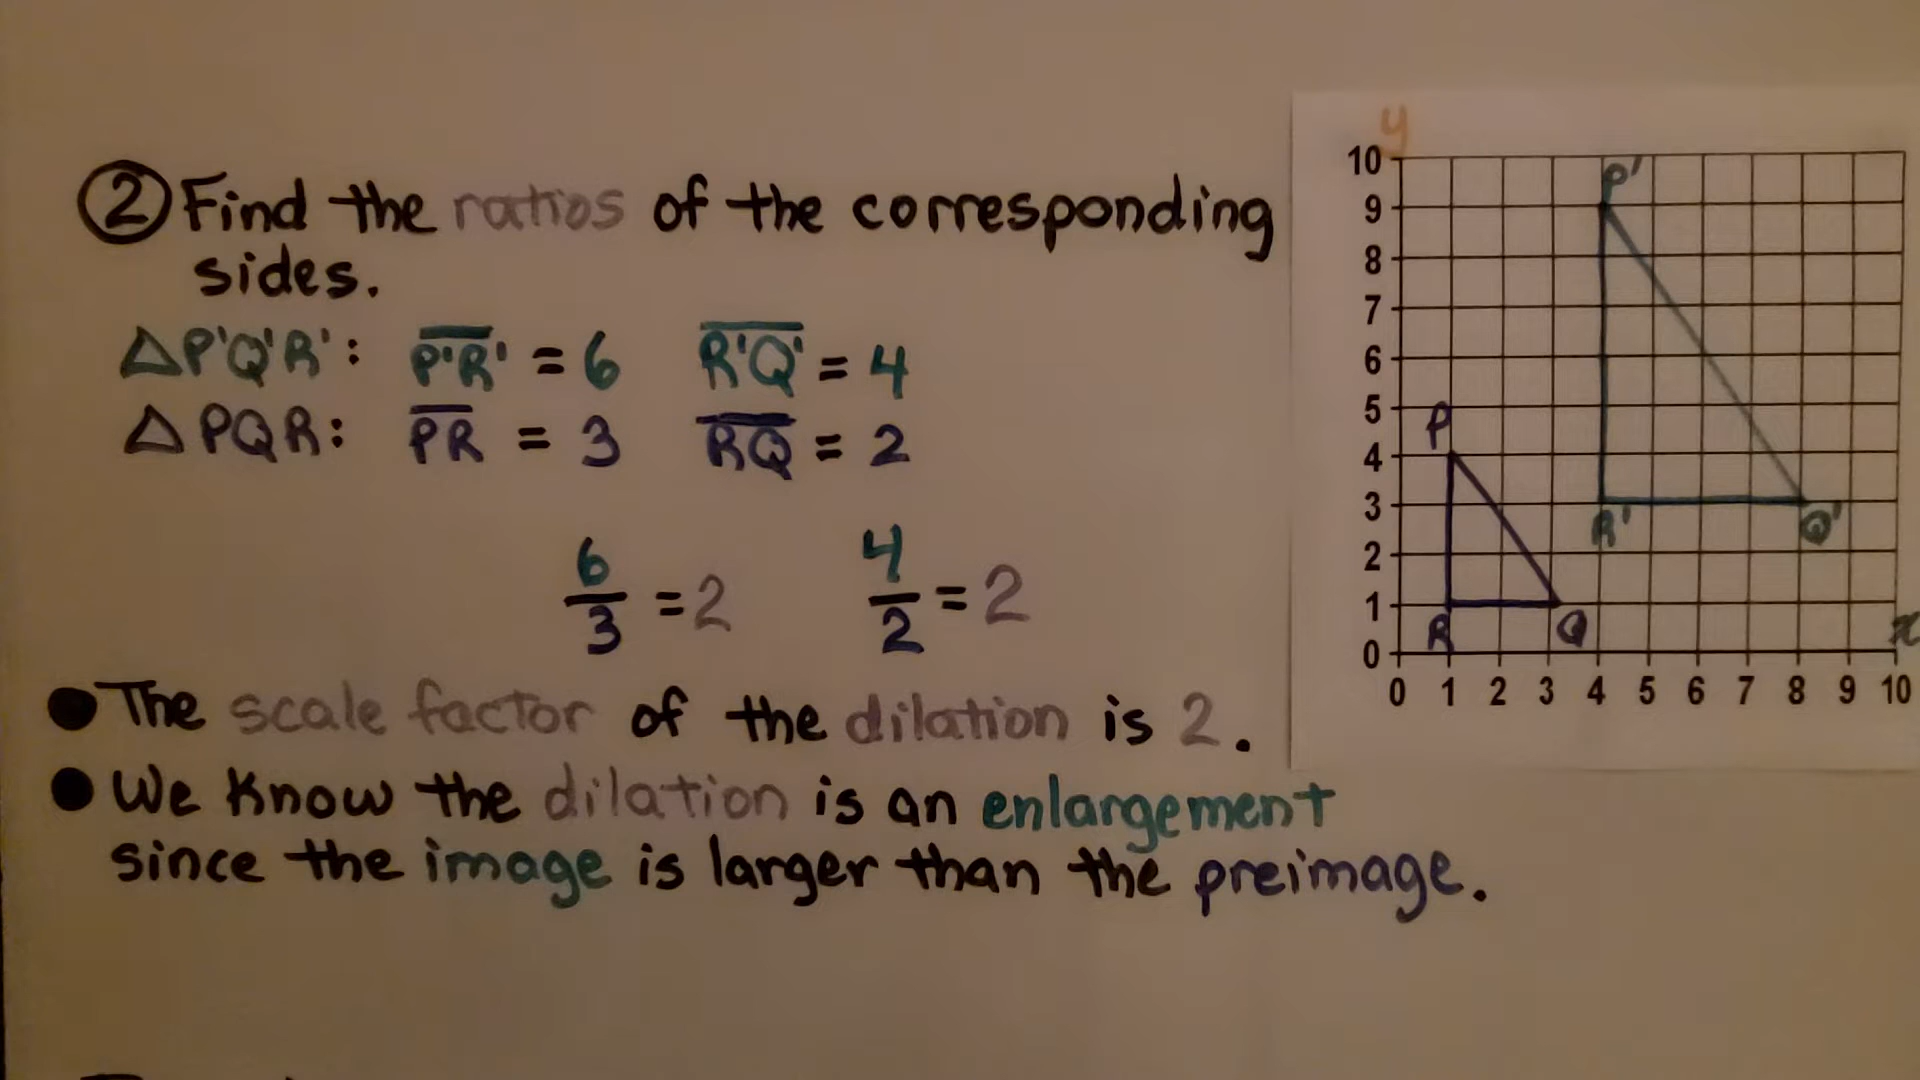 ② Find the ratios of the corresponding
sides.
△P'Q'R': P'R' = 6 R'Q' = 4
△PQR: PR = 3 RQ = 2
6/3 = 2 4/2 = 2
● The scale factor of the dilation is 2.
● We know the dilation is an enlargement
since the image is larger than the preimage.
y
10
P'
9
8
7
6
5
P
4
3
R' Q'
2
1
R Q x
0
0 1 2 3 4 5 6 7 8 9 10